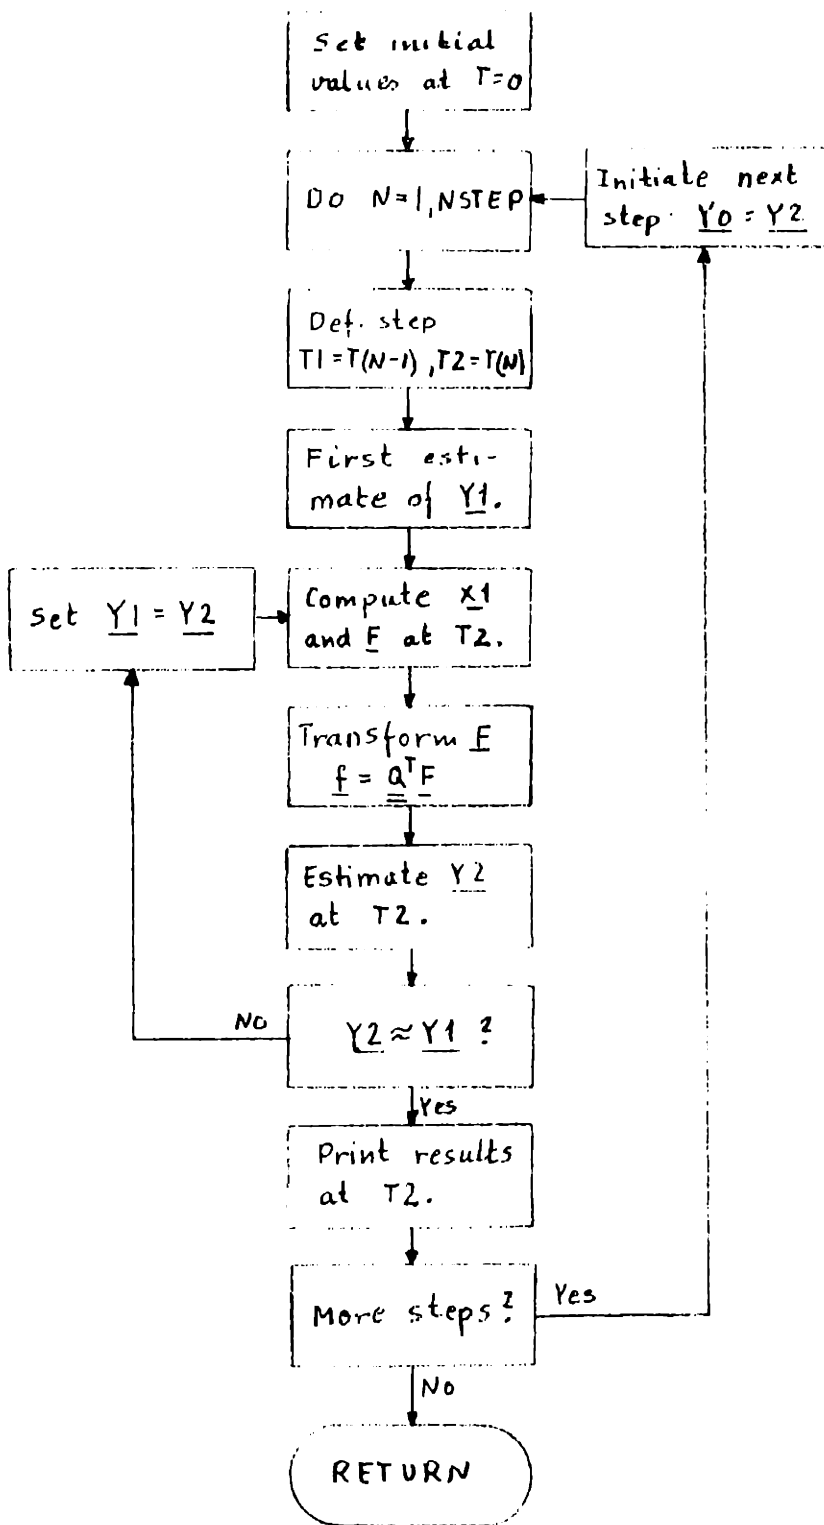 Set initial
values at T=0
Do N=1, NSTEP
Initiate next
step. Y0 = Y2
Def. step
T1=T(N-1), T2=T(N)
First esti-
mate of Y1.
Set Y1 = Y2
Compute X1
and F at T2.
Transform F
f = Q^T F
Estimate Y2
at T2.
No
Y2 ≈ Y1 ?
Yes
Print results
at T2.
More steps?
Yes
No
RETURN